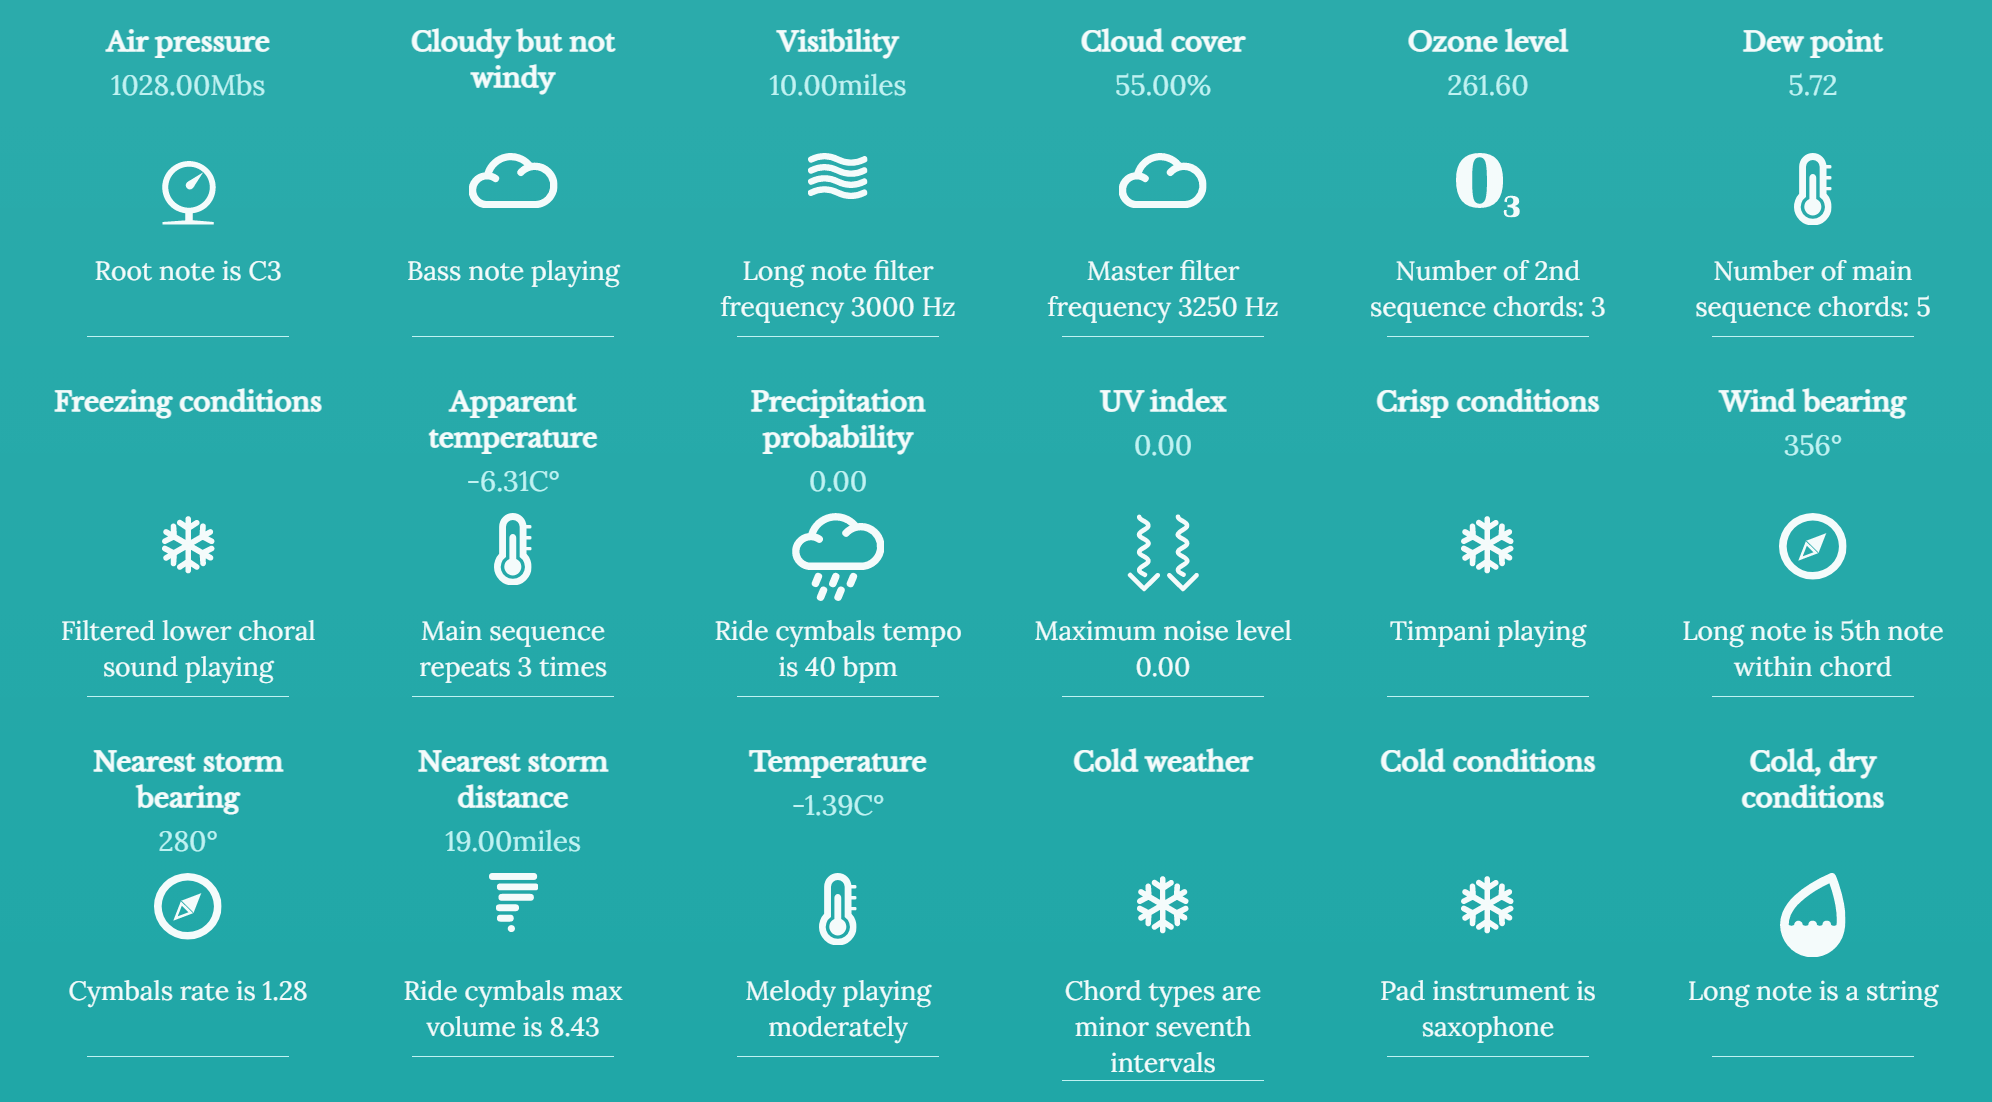 Air pressure
1028.00Mbs
Root note is C3
Cloudy but not
windy
Bass note playing
Visibility
10.00miles
Long note filter
frequency 3000 Hz
Cloud cover
55.00%
Master filter
frequency 3250 Hz
Ozone level
261.60
O3
Number of 2nd
sequence chords: 3
Dew point
5.72
Number of main
sequence chords: 5
Freezing conditions
Filtered lower choral
sound playing
Apparent
temperature
-6.31C°
Main sequence
repeats 3 times
Precipitation
probability
0.00
Ride cymbals tempo
is 40 bpm
UV index
0.00
Maximum noise level
0.00
Crisp conditions
Timpani playing
Wind bearing
356°
Long note is 5th note
within chord
Nearest storm
bearing
280°
Cymbals rate is 1.28
Nearest storm
distance
19.00miles
Ride cymbals max
volume is 8.43
Temperature
-1.39C°
Melody playing
moderately
Cold weather
Chord types are
minor seventh
intervals
Cold conditions
Pad instrument is
saxophone
Cold, dry
conditions
Long note is a string